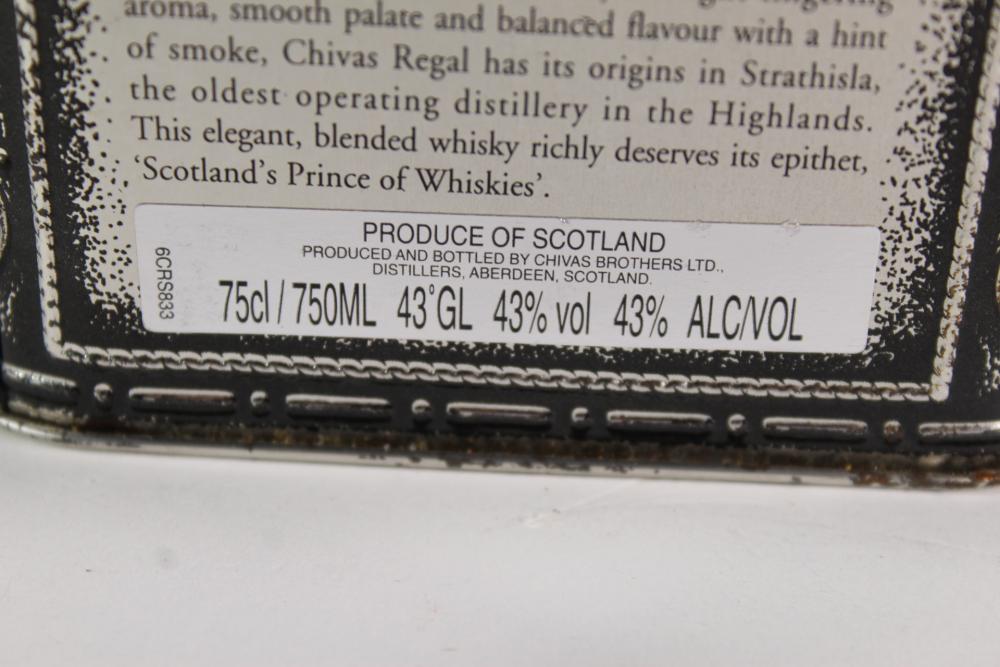 aroma, smooth palate and balanced flavour with a hint
of smoke, Chivas Regal has its origins in Strathisla,
the oldest operating distillery in the Highlands.
This elegant, blended whisky richly deserves its epithet,
‘Scotland’s Prince of Whiskies’.
PRODUCE OF SCOTLAND
PRODUCED AND BOTTLED BY CHIVAS BROTHERS LTD.,
DISTILLERS, ABERDEEN, SCOTLAND.
75cl / 750ML 43°GL 43% vol 43% ALC/VOL
6CRS833